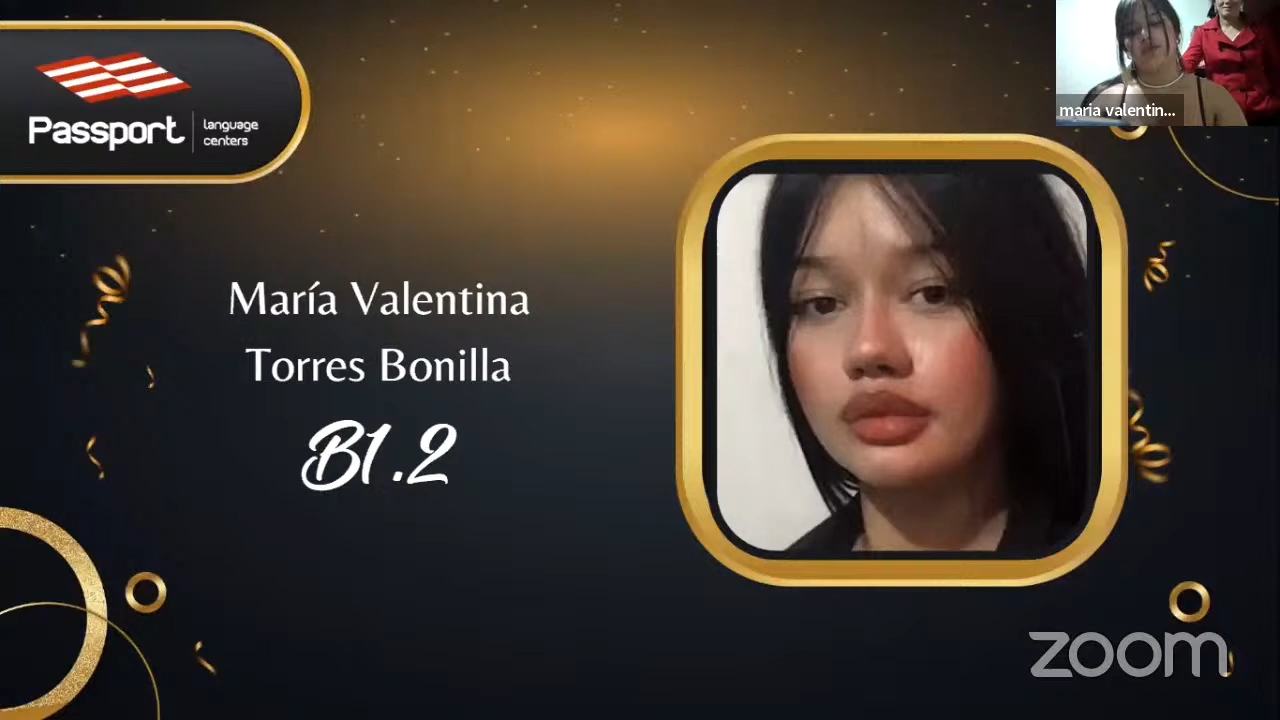 Passport
language
centers
maria valentin...
María Valentina
Torres Bonilla
B1.2
zoom